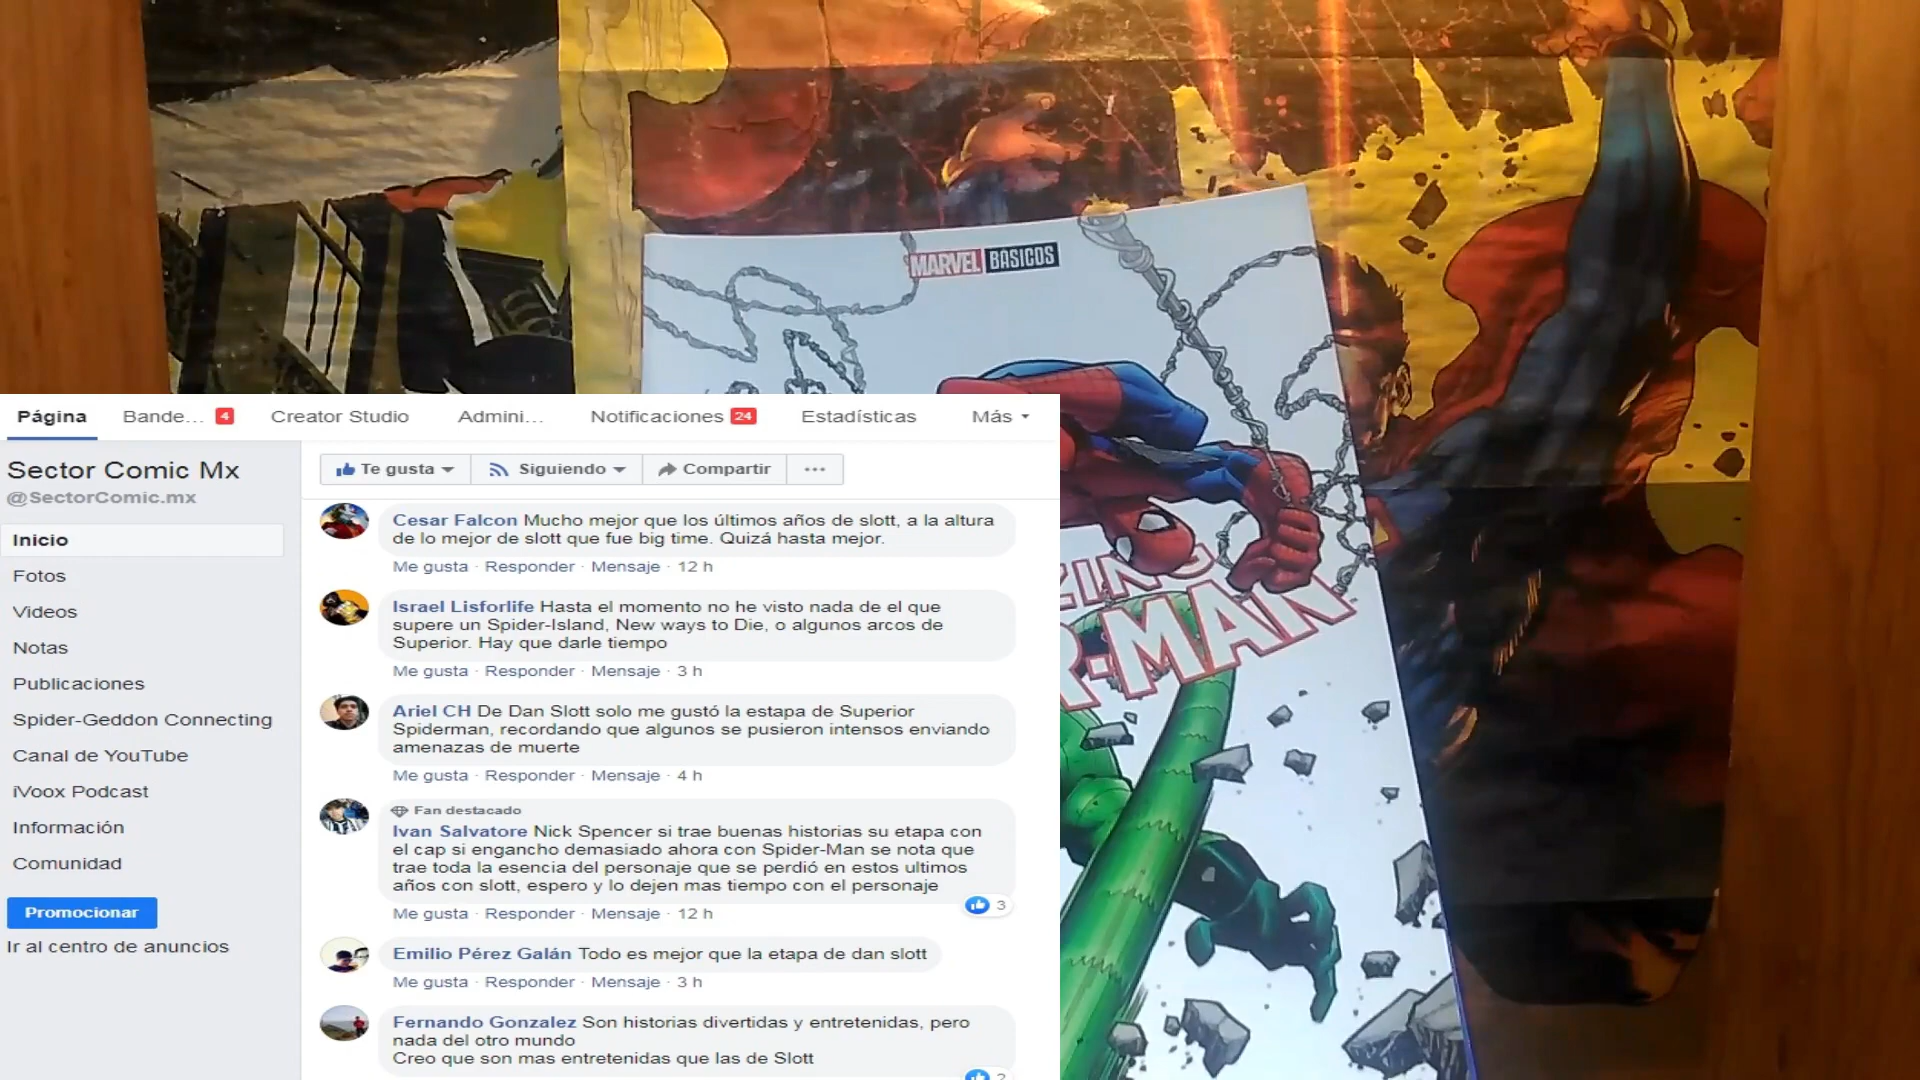 MARVEL BÁSICOS
ZING
R-MAN
Página
Bande... 4
Creator Studio
Admini...
Notificaciones 24
Estadísticas
Más
Sector Comic Mx
@SectorComic.mx
Inicio
Fotos
Videos
Notas
Publicaciones
Spider-Geddon Connecting
Canal de YouTube
iVoox Podcast
Información
Comunidad
Promocionar
Ir al centro de anuncios
Te gusta
Siguiendo
Compartir
...
Cesar Falcon Mucho mejor que los últimos años de slott, a la altura
de lo mejor de slott que fue big time. Quizá hasta mejor.
Me gusta · Responder · Mensaje · 12 h
Israel Lisforlife Hasta el momento no he visto nada de el que
supere un Spider-Island, New ways to Die, o algunos arcos de
Superior. Hay que darle tiempo
Me gusta · Responder · Mensaje · 3 h
Ariel CH De Dan Slott solo me gustó la estapa de Superior
Spiderman, recordando que algunos se pusieron intensos enviando
amenazas de muerte
Me gusta · Responder · Mensaje · 4 h
Fan destacado
Ivan Salvatore Nick Spencer si trae buenas historias su etapa con
el cap si engancho demasiado ahora con Spider-Man se nota que
trae toda la esencia del personaje que se perdió en estos ultimos
años con slott, espero y lo dejen mas tiempo con el personaje
3
Me gusta · Responder · Mensaje · 12 h
Emilio Pérez Galán Todo es mejor que la etapa de dan slott
Me gusta · Responder · Mensaje · 3 h
Fernando Gonzalez Son historias divertidas y entretenidas, pero
nada del otro mundo
Creo que son mas entretenidas que las de Slott